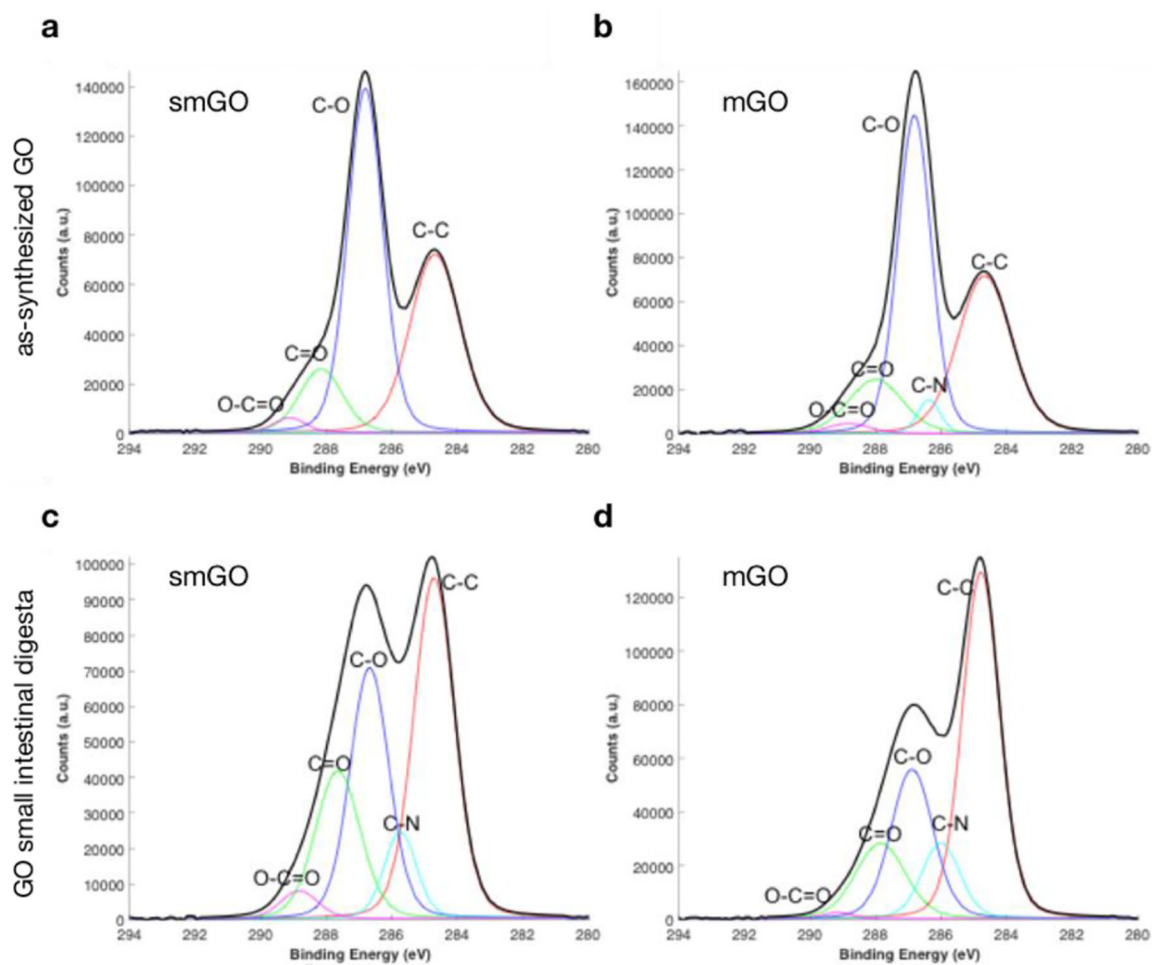 a
b
as-synthesized GO
smGO
C-O
C-C
C=O
O-C=O
140000
120000
100000
80000
60000
40000
20000
0
Counts (a.u.)
294 292 290 288 286 284 282 280
Binding Energy (eV)
mGO
C-O
C-C
C=O
C-N
O-C=O
160000
140000
120000
100000
80000
60000
40000
20000
0
Counts (a.u.)
294 292 290 288 286 284 282 280
Binding Energy (eV)
c
d
GO small intestinal digesta
smGO
C-C
C-O
C=O
C-N
O-C=O
100000
90000
80000
70000
60000
50000
40000
30000
20000
10000
0
Counts (a.u.)
294 292 290 288 286 284 282 280
Binding Energy (eV)
mGO
C-C
C-O
C=O
C-N
O-C=O
120000
100000
80000
60000
40000
20000
0
Counts (a.u.)
294 292 290 288 286 284 282 280
Binding Energy (eV)